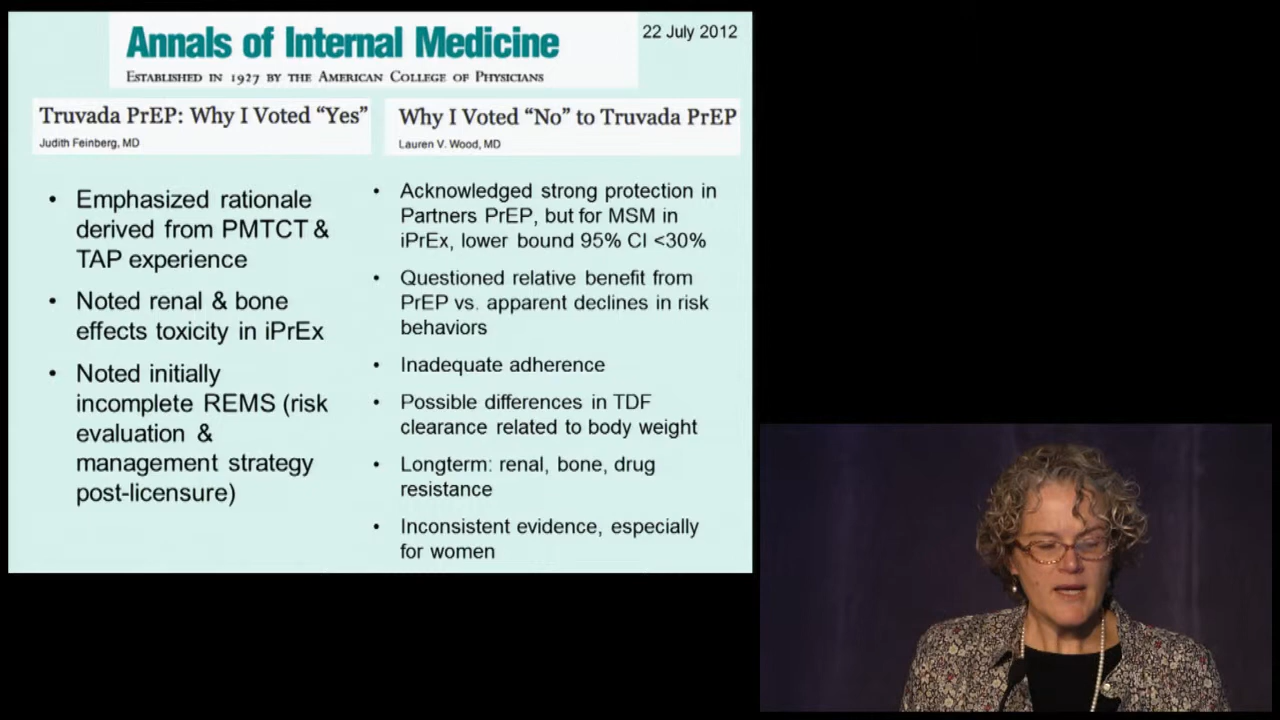 Annals of Internal Medicine
22 July 2012
ESTABLISHED IN 1927 BY THE AMERICAN COLLEGE OF PHYSICIANS
Truvada PrEP: Why I Voted “Yes”
Judith Feinberg, MD
• Emphasized rationale
derived from PMTCT &
TAP experience
• Noted renal & bone
effects toxicity in iPrEx
• Noted initially
incomplete REMS (risk
evaluation &
management strategy
post-licensure)
Why I Voted “No” to Truvada PrEP
Lauren V. Wood, MD
• Acknowledged strong protection in
Partners PrEP, but for MSM in
iPrEx, lower bound 95% CI <30%
• Questioned relative benefit from
PrEP vs. apparent declines in risk
behaviors
• Inadequate adherence
• Possible differences in TDF
clearance related to body weight
• Longterm: renal, bone, drug
resistance
• Inconsistent evidence, especially
for women